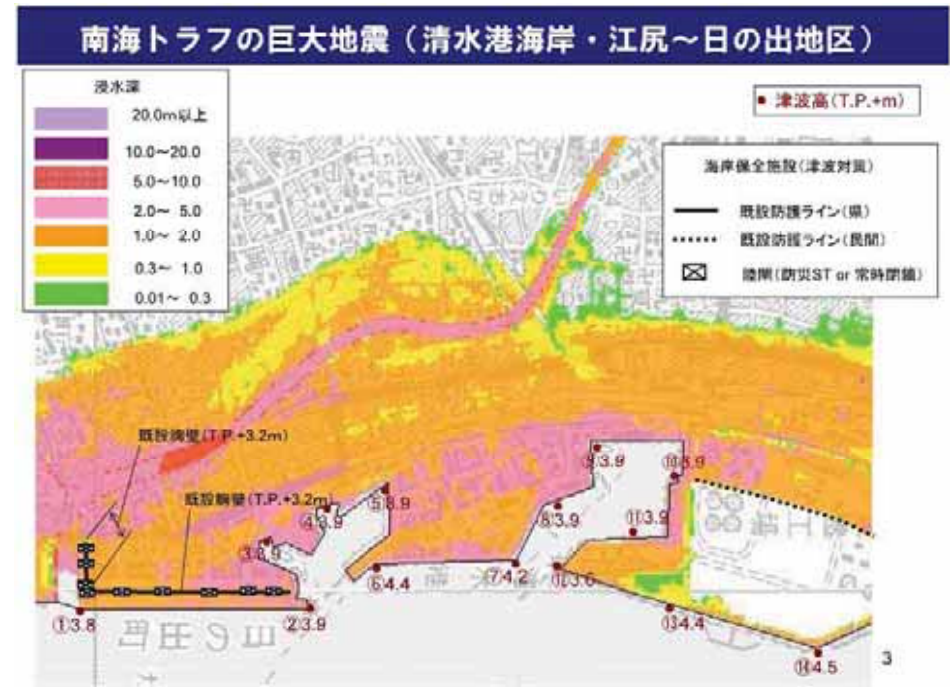 南海トラフの巨大地震（清水港海岸・江尻～日の出地区）
浸水深
20.0m以上
10.0～20.0
5.0～10.0
2.0～ 5.0
1.0～ 2.0
0.3～ 1.0
0.01～ 0.3
津波高(T.P.+m)
海岸保全施設(津波対策)
既設防護ライン(県)
既設防護ライン(民間)
陸閘(防災ST or 常時閉鎖)
既設胸壁(T.P.+3.2m)
既設胸壁(T.P.+3.2m)
⑨3.9
⑩3.9
⑤3.9
④3.9
⑧3.9
⑪3.9
③3.9
⑥4.4
⑦4.2
⑫3.6
①3.8
②3.9
⑬4.4
⑭4.5
3